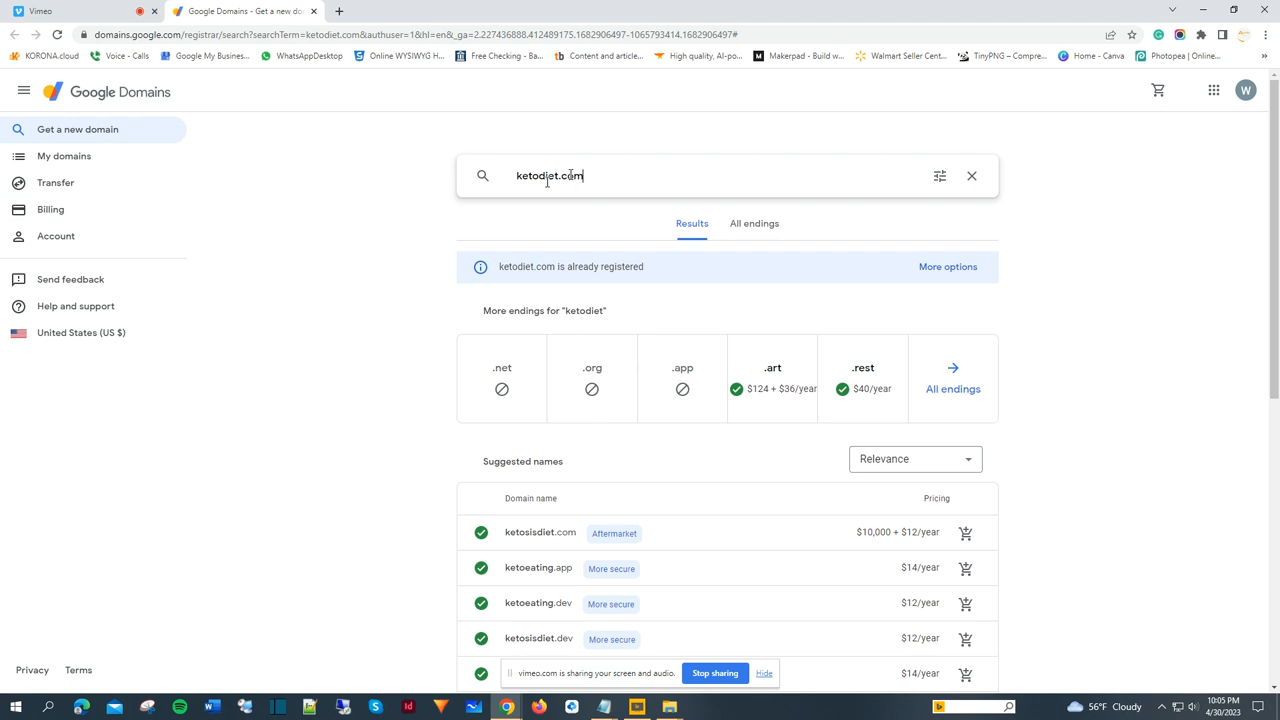 Vimeo
Google Domains - Get a new do
domains.google.com/registrar/search?searchTerm=ketodiet.com&authuser=1&hl=en&_ga=2.227436888.412489175.1682906497-1065793414.1682906497#
KORONA.cloud
Voice - Calls
Google My Business...
WhatsAppDesktop
Online WYSIWYG H...
Free Checking - Ba...
Content and article...
High quality, AI-po...
Makerpad - Build w...
Walmart Seller Cent...
TinyPNG – Compre...
Home - Canva
Photopea | Online...
Google Domains
W
Get a new domain
My domains
Transfer
Billing
Account
Send feedback
Help and support
United States (US $)
ketodiet.com
Results
All endings
ketodiet.com is already registered
More options
More endings for "ketodiet"
.net
.org
.app
.art
.rest
$124 + $36/year
$40/year
All endings
Suggested names
Relevance
Domain name
Pricing
ketosisdiet.com
Aftermarket
$10,000 + $12/year
ketoeating.app
More secure
$14/year
ketoeating.dev
More secure
$12/year
ketosisdiet.dev
More secure
$12/year
$14/year
vimeo.com is sharing your screen and audio.
Stop sharing
Hide
Privacy
Terms
56°F Cloudy
10:05 PM
4/30/2023